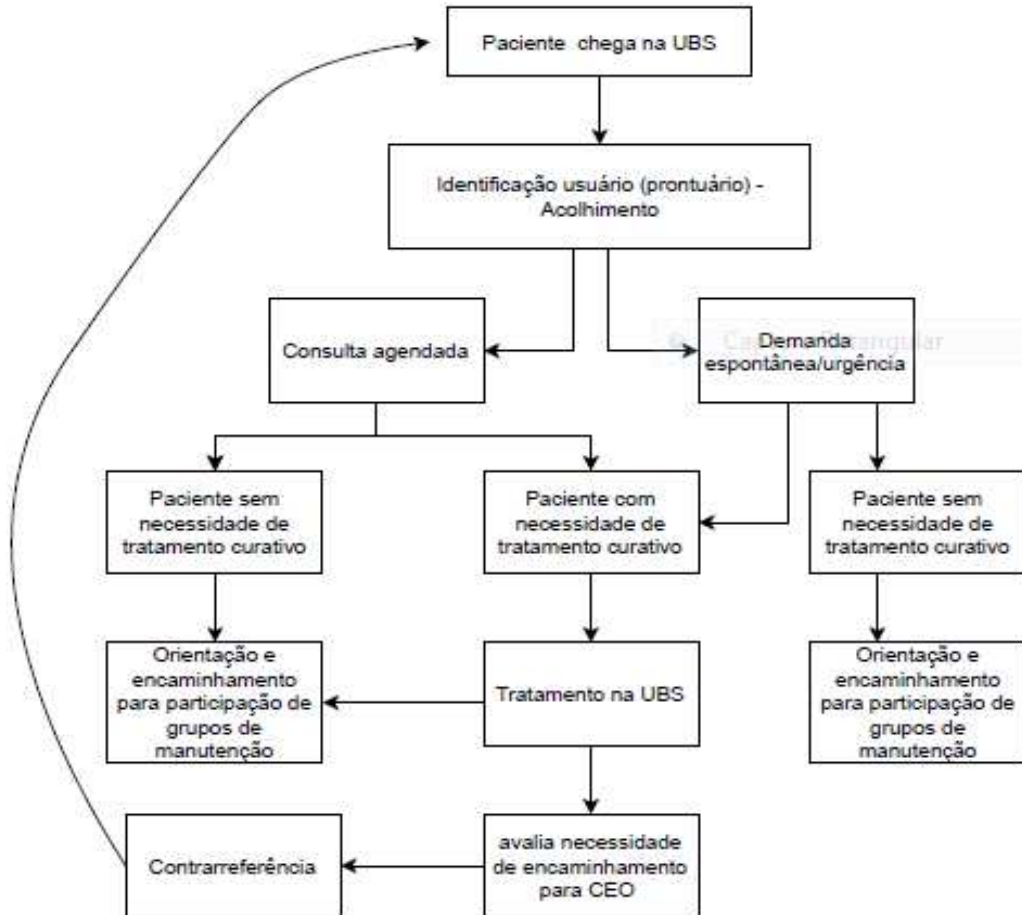 Paciente chega na UBS
Identificação usuário (prontuário) -
Acolhimento
Consulta agendada
Demanda
espontânea/urgência
Paciente sem
necessidade de
tratamento curativo
Paciente com
necessidade de
tratamento curativo
Paciente sem
necessidade de
tratamento curativo
Orientação e
encaminhamento
para participação de
grupos de
manutenção
Tratamento na UBS
Orientação e
encaminhamento
para participação de
grupos de
manutenção
Contrarreferência
avalia necessidade
de encaminhamento
para CEO